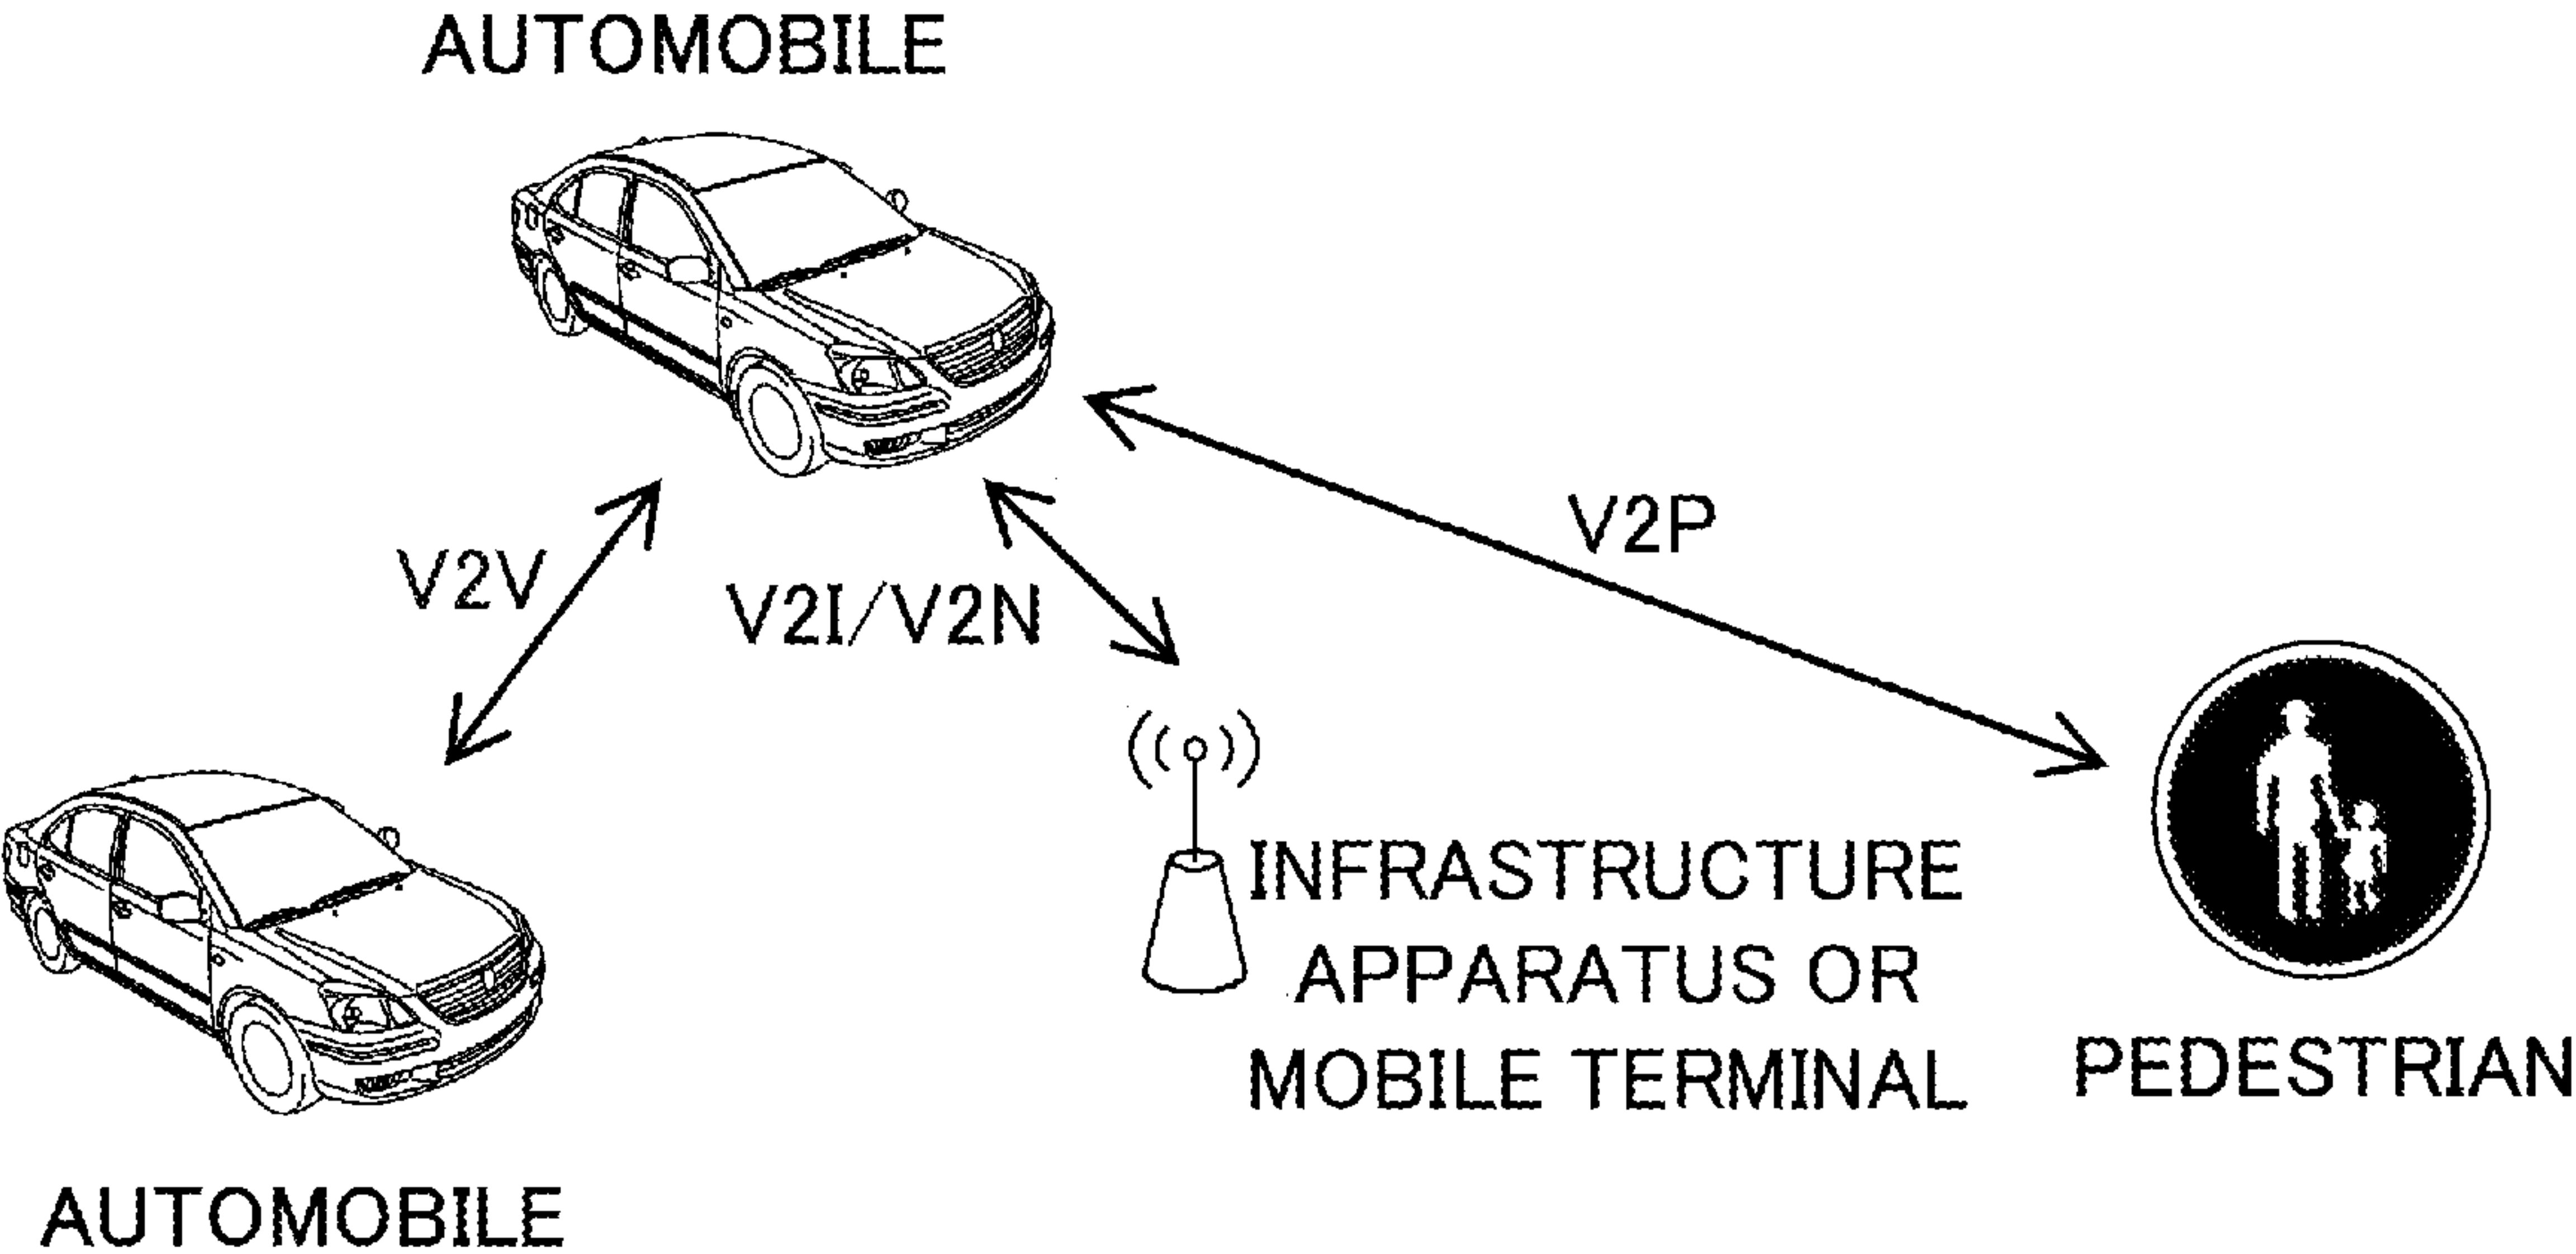 AUTOMOBILE
V2P
V2V
V2I/V2N
INFRASTRUCTURE
APPARATUS OR
MOBILE TERMINAL
PEDESTRIAN
AUTOMOBILE